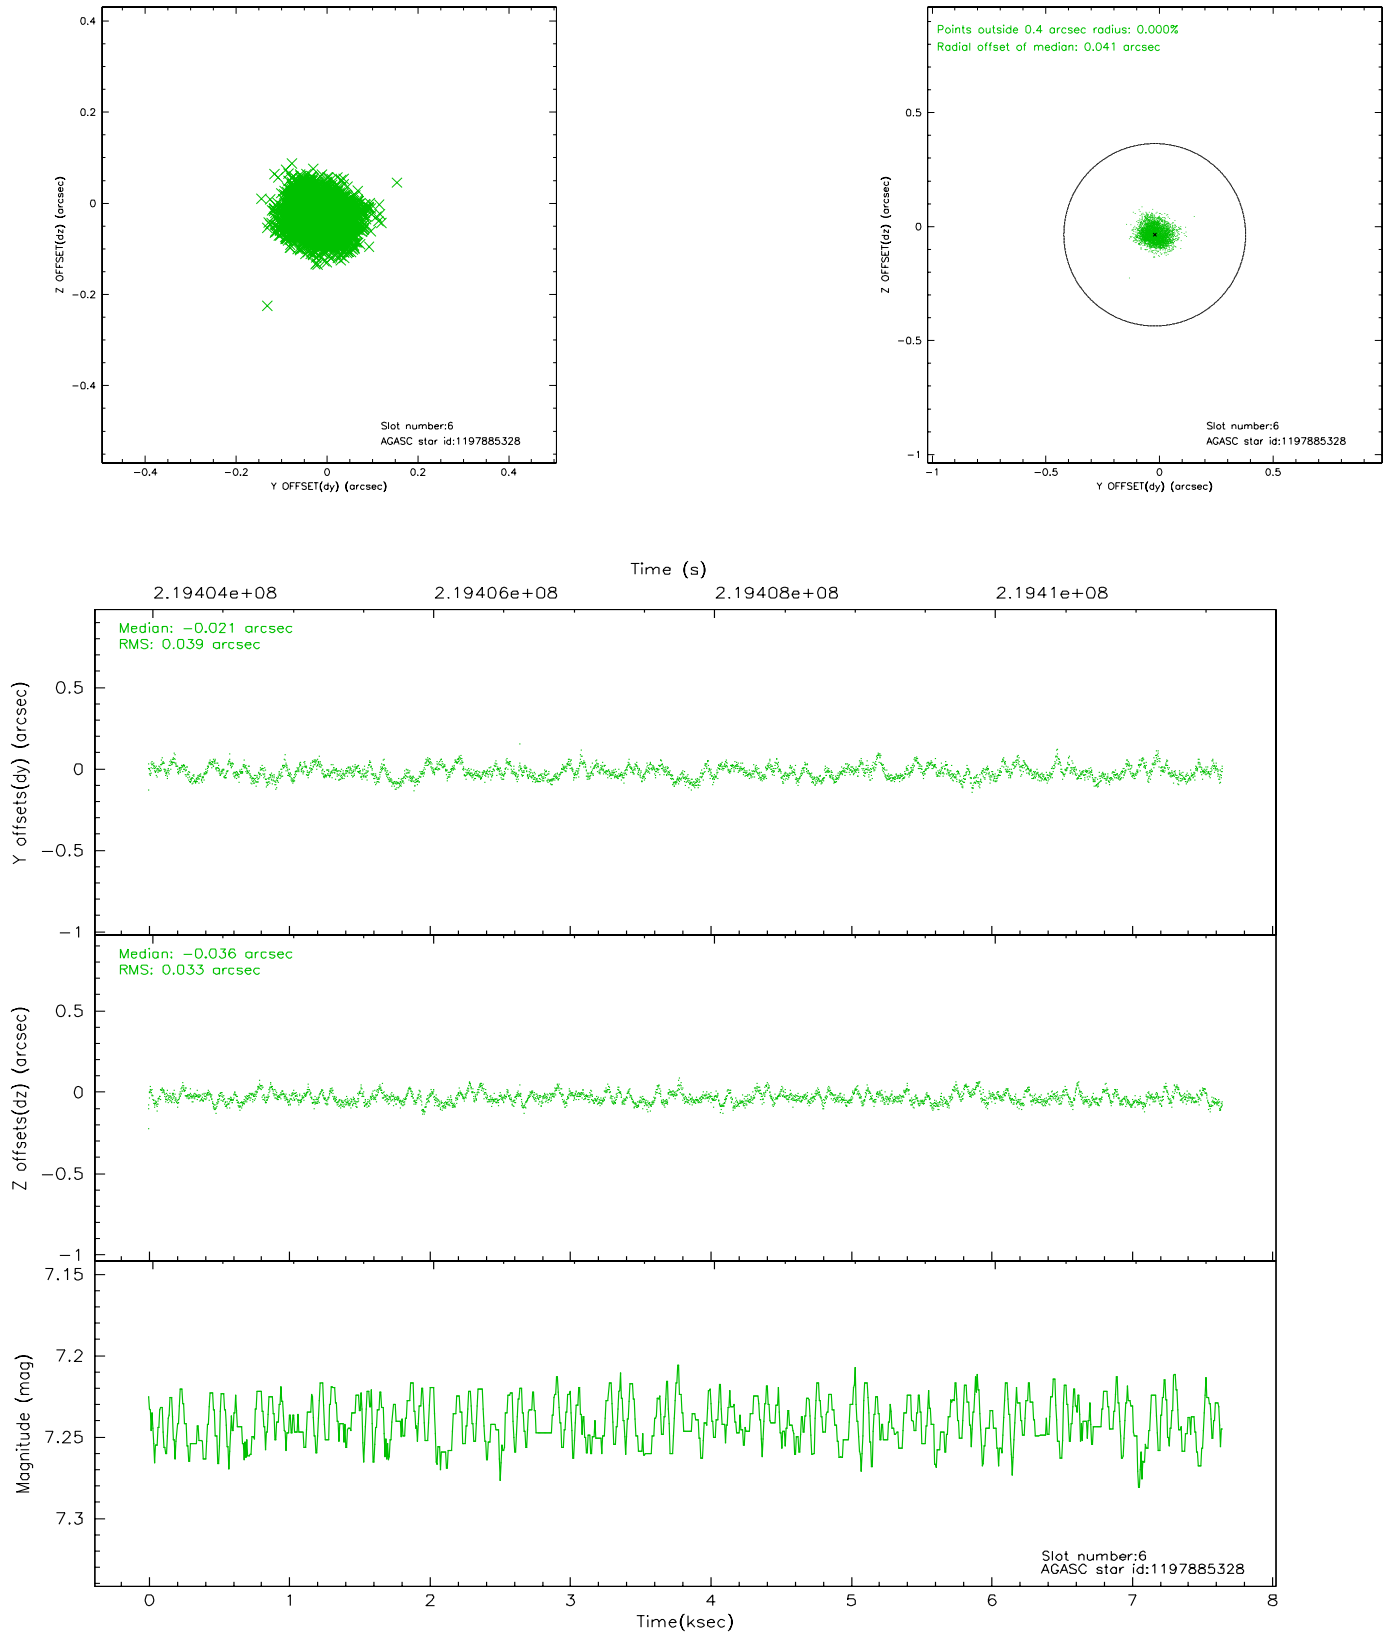 0.4
0.2
0
−0.2
−0.4
Z OFFSET(dz) (arcsec)
−0.4
−0.2
0
0.2
0.4
Y OFFSET(dy) (arcsec)
Slot number:6
AGASC star id:1197885328
Points outside 0.4 arcsec radius: 0.000%
Radial offset of median: 0.041 arcsec
0.5
0
−0.5
−1
Z OFFSET(dz) (arcsec)
−1
−0.5
0
0.5
Y OFFSET(dy) (arcsec)
Slot number:6
AGASC star id:1197885328
Time (s)
2.19404e+08
2.19406e+08
2.19408e+08
2.1941e+08
Median: −0.021 arcsec
RMS: 0.039 arcsec
0.5
0
−0.5
−1
Y offsets(dy) (arcsec)
Median: −0.036 arcsec
RMS: 0.033 arcsec
0.5
0
−0.5
−1
Z offsets(dz) (arcsec)
7.15
7.2
7.25
7.3
Magnitude (mag)
Slot number:6
AGASC star id:1197885328
0
1
2
3
4
5
6
7
8
Time(ksec)